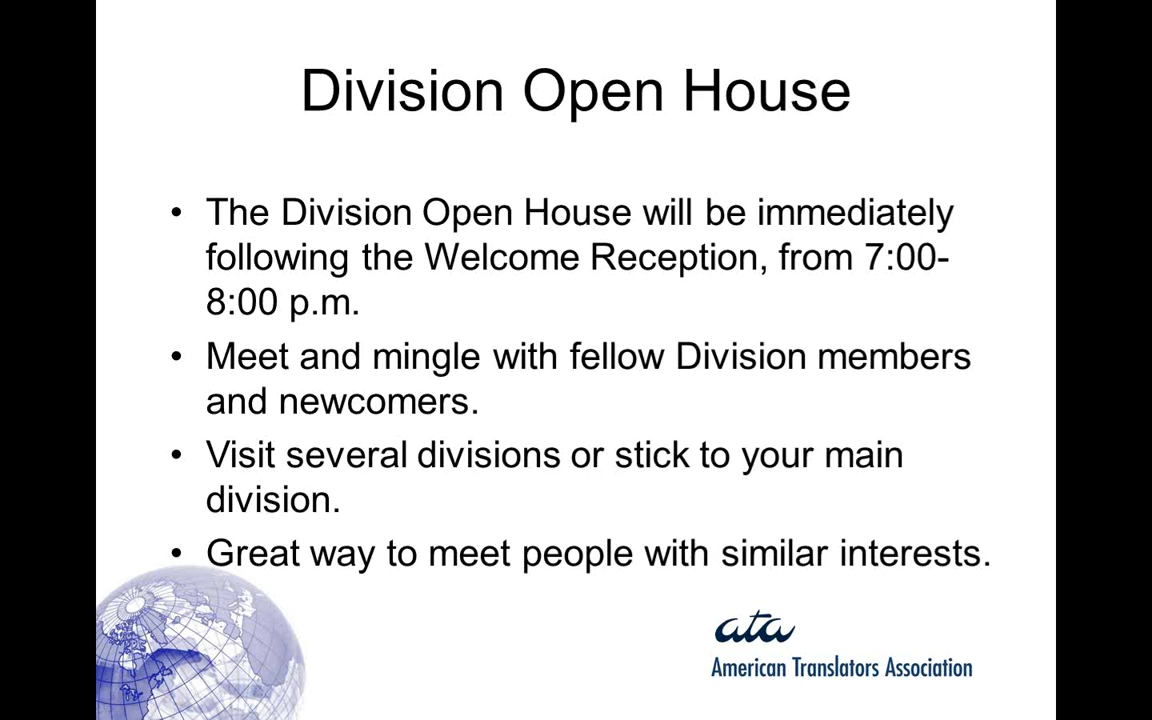 Division Open House
• The Division Open House will be immediately
following the Welcome Reception, from 7:00-
8:00 p.m.
• Meet and mingle with fellow Division members
and newcomers.
• Visit several divisions or stick to your main
division.
• Great way to meet people with similar interests.
ata
American Translators Association